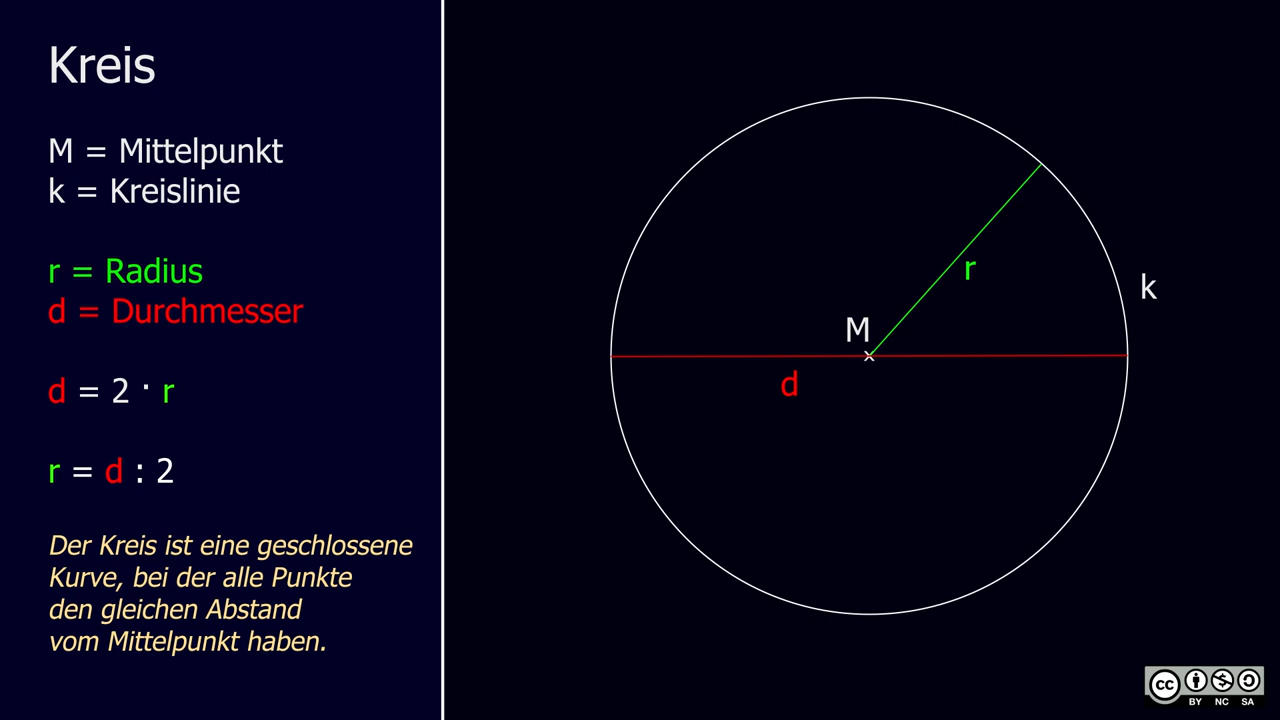 Kreis
M = Mittelpunkt
k = Kreislinie
r = Radius
d = Durchmesser
d = 2 · r
r = d : 2
Der Kreis ist eine geschlossene
Kurve, bei der alle Punkte
den gleichen Abstand
vom Mittelpunkt haben.
r
k
M
d
cc
BY NC SA